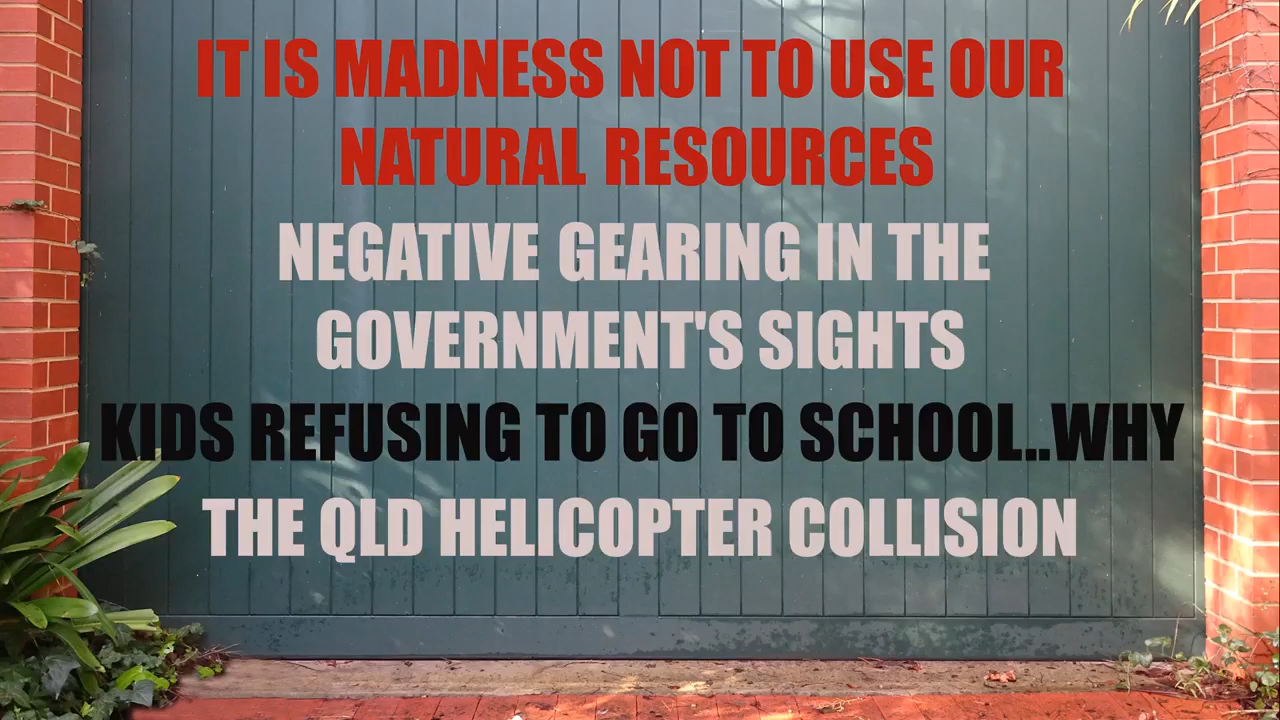 IT IS MADNESS NOT TO USE OUR
NATURAL RESOURCES
NEGATIVE GEARING IN THE
GOVERNMENT'S SIGHTS
KIDS REFUSING TO GO TO SCHOOL..WHY
THE QLD HELICOPTER COLLISION